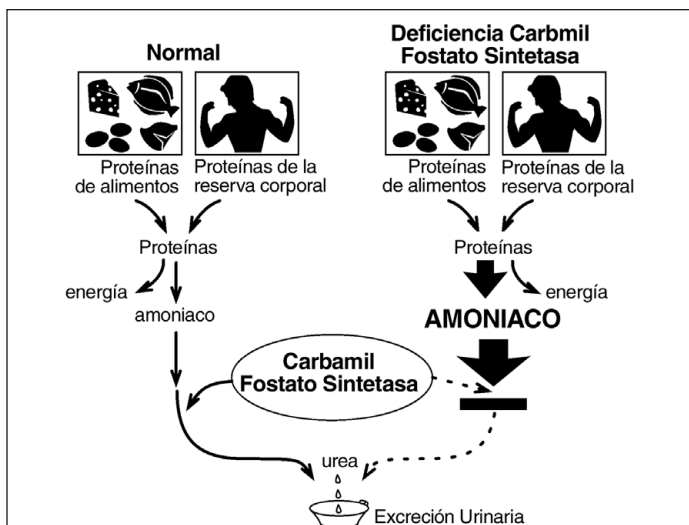 Normal
Deficiencia Carbmil
Fostato Sintetasa
Proteínas
de alimentos
Proteínas de la
reserva corporal
Proteínas
de alimentos
Proteínas de la
reserva corporal
Proteínas
energía
amoniaco
Proteínas
energía
AMONIACO
Carbamil
Fostato Sintetasa
urea
Excreción Urinaria